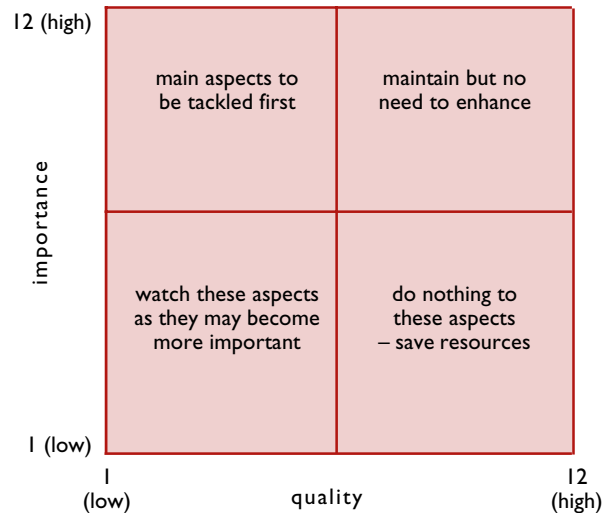 12 (high)
main aspects to
be tackled first
maintain but no
need to enhance
importance
watch these aspects
as they may become
more important
do nothing to
these aspects
– save resources
1 (low)
1
(low)
quality
12
(high)